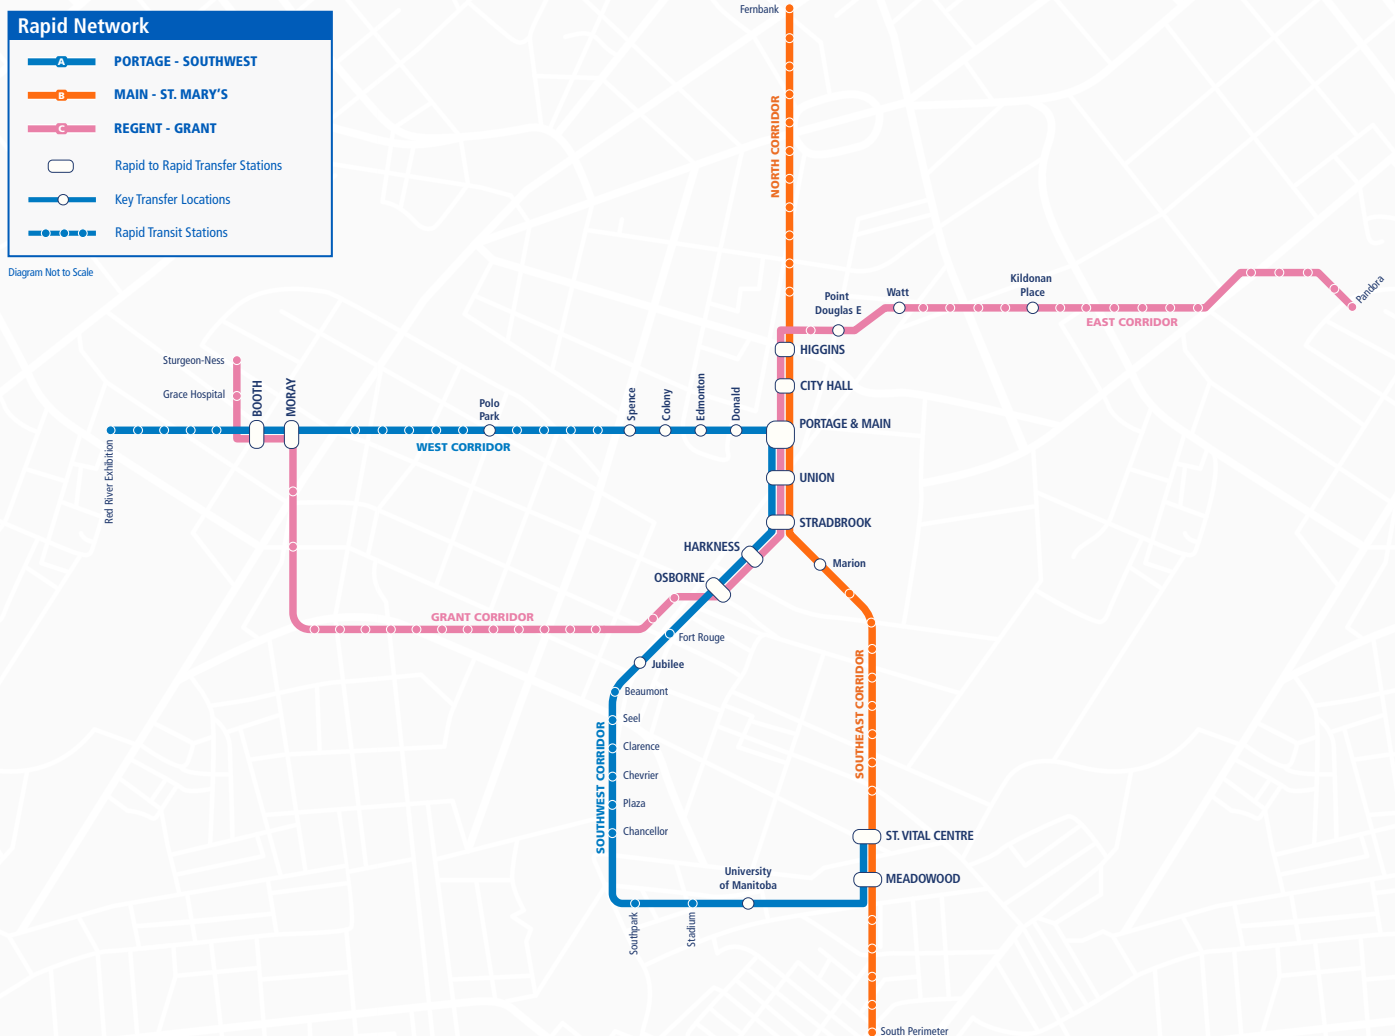 Rapid Network
A PORTAGE - SOUTHWEST
B MAIN - ST. MARY'S
C REGENT - GRANT
Rapid to Rapid Transfer Stations
Key Transfer Locations
Rapid Transit Stations
Diagram Not to Scale
Fernbank
NORTH CORRIDOR
Point
Douglas E
Watt
Kildonan
Place
EAST CORRIDOR
Pandora
HIGGINS
CITY HALL
PORTAGE & MAIN
UNION
STRADBROOK
Sturgeon-Ness
Grace Hospital
BOOTH
MORAY
Red River Exhibition
Polo
Park
WEST CORRIDOR
Spence
Colony
Edmonton
Donald
HARKNESS
OSBORNE
Marion
GRANT CORRIDOR
Fort Rouge
Jubilee
Beaumont
Seel
Clarence
Chevrier
Plaza
Chancellor
SOUTHWEST CORRIDOR
SOUTHEAST CORRIDOR
ST. VITAL CENTRE
MEADOWOOD
University
of Manitoba
Southpark
Stadium
South Perimeter